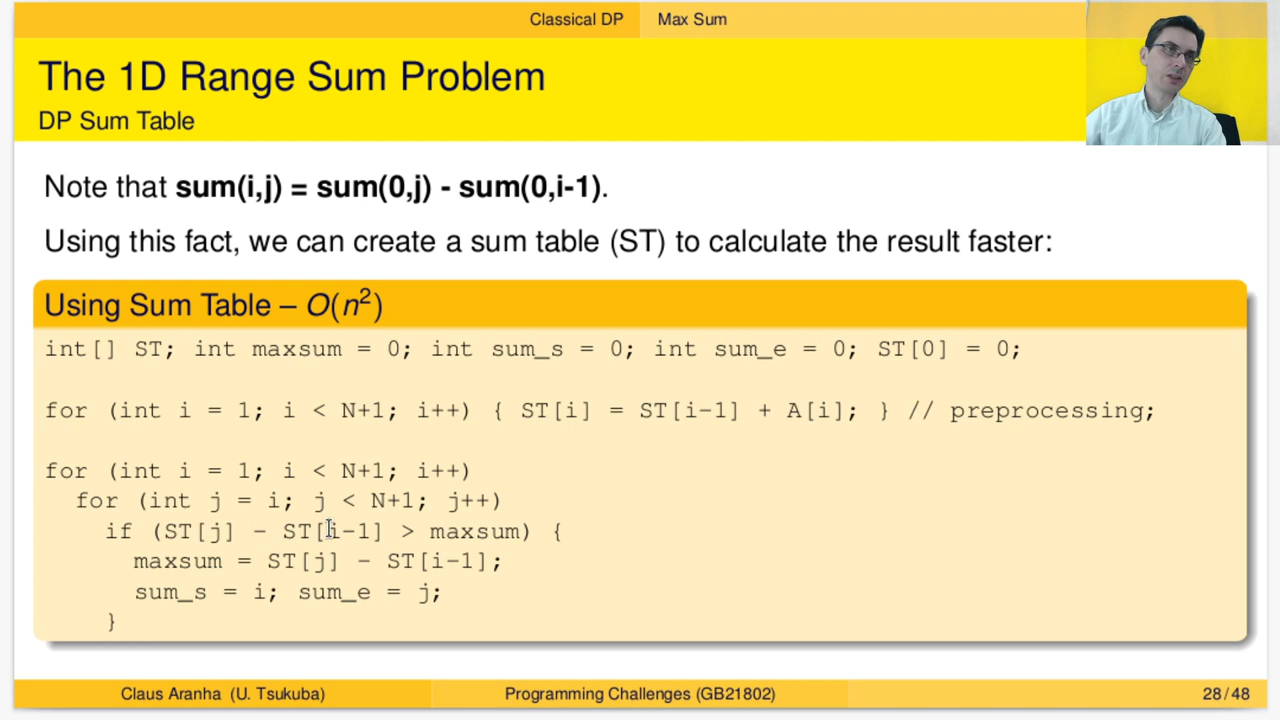 Classical DP Max Sum
The 1D Range Sum Problem
DP Sum Table
Note that sum(i,j) = sum(0,j) - sum(0,i-1).
Using this fact, we can create a sum table (ST) to calculate the result faster:
Using Sum Table – O(n²)
int[] ST; int maxsum = 0; int sum_s = 0; int sum_e = 0; ST[0] = 0;
for (int i = 1; i < N+1; i++) { ST[i] = ST[i-1] + A[i]; } // preprocessing;
for (int i = 1; i < N+1; i++)
for (int j = i; j < N+1; j++)
if (ST[j] - ST[i-1] > maxsum) {
maxsum = ST[j] - ST[i-1];
sum_s = i; sum_e = j;
}
Claus Aranha (U. Tsukuba) Programming Challenges (GB21802) 28 / 48